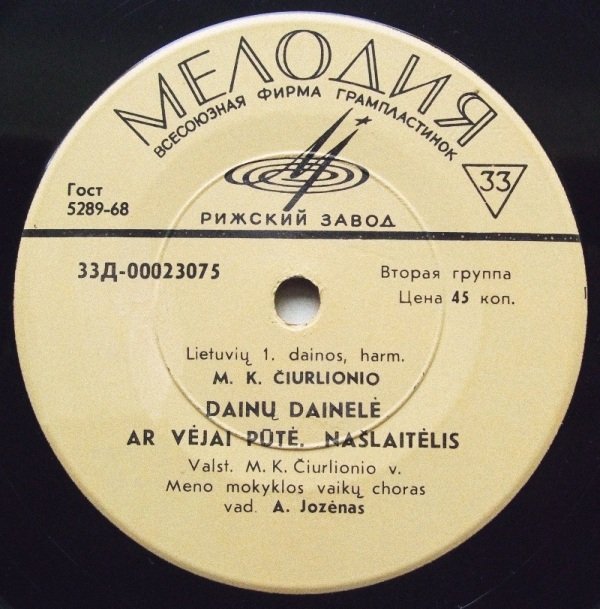 МЕЛОДИЯ
ВСЕСОЮЗНАЯ ФИРМА ГРАМПЛАСТИНОК
Гост
5289-68
33
РИЖСКИЙ ЗАВОД
33Д-00023075
Вторая группа
Цена 45 коп.
Lietuvių 1. dainos, harm.
M. K. ČIURLIONIO
DAINŲ DAINELĖ
AR VĖJAI PŪTĖ. NAŠLAITĖLIS
Valst. M. K. Čiurlionio v.
Meno mokyklos vaikų choras
vad. A. Jozėnas